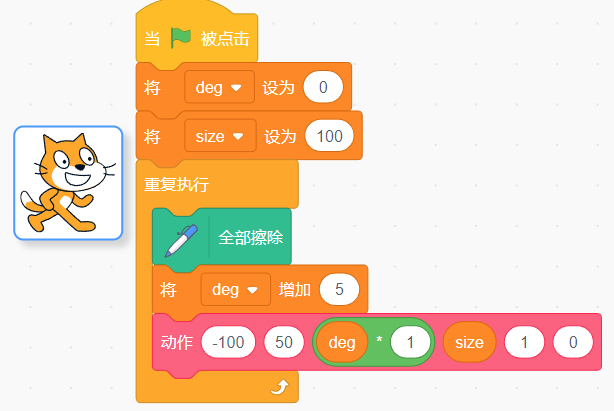 当 被点击
将 deg 设为 0
将 size 设为 100
重复执行
全部擦除
将 deg 增加 5
动作 -100 50 deg * 1 size 1 0